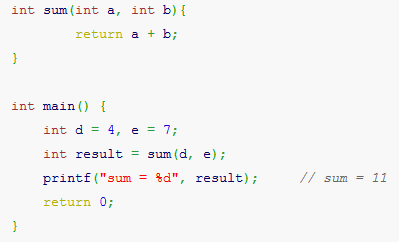 int sum(int a, int b){
        return a + b;
}

int main() {
    int d = 4, e = 7;
    int result = sum(d, e);
    printf("sum = %d", result);     // sum = 11
    return 0;
}